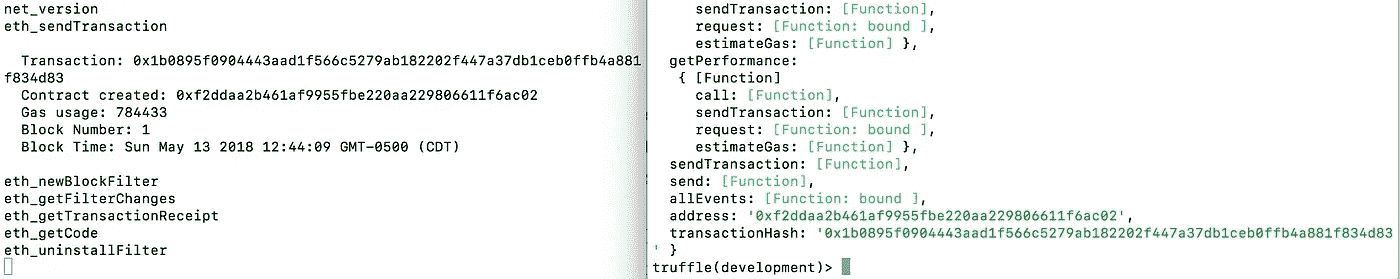 net_version
eth_sendTransaction
  Transaction: 0x1b0895f0904443aad1f566c5279ab182202f447a37db1ceb0ffb4a881
f834d83
  Contract created: 0xf2ddaa2b461af9955fbe220aa229806611f6ac02
  Gas usage: 784433
  Block Number: 1
  Block Time: Sun May 13 2018 12:44:09 GMT-0500 (CDT)
eth_newBlockFilter
eth_getFilterChanges
eth_getTransactionReceipt
eth_getCode
eth_uninstallFilter
     sendTransaction: [Function],
     request: [Function: bound ],
     estimateGas: [Function] },
  getPerformance:
   { [Function]
     call: [Function],
     sendTransaction: [Function],
     request: [Function: bound ],
     estimateGas: [Function] },
  sendTransaction: [Function],
  send: [Function],
  allEvents: [Function: bound ],
  address: '0xf2ddaa2b461af9955fbe220aa229806611f6ac02',
  transactionHash: '0x1b0895f0904443aad1f566c5279ab182202f447a37db1ceb0ffb4a881f834d83
' }
truffle(development)>